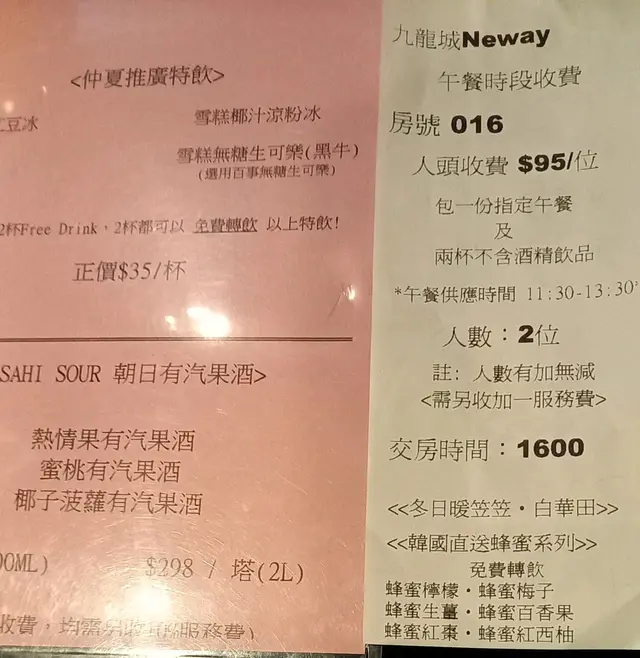 <仲夏推廣特飲>
豆冰
雪糕椰汁涼粉冰
雪糕無糖生可樂(黑牛)
(選用百事無糖生可樂)
2杯Free Drink，2杯都可以 免費轉飲 以上特飲!
正價$35/杯
SAHI SOUR 朝日有汽果酒>
熱情果有汽果酒
蜜桃有汽果酒
椰子菠蘿有汽果酒
00ML)
$298 / 塔(2L)
收費，均需另收
服務費)
九龍城Neway
午餐時段收費
房號 016
人頭收費 $95/位
包一份指定午餐
及
兩杯不含酒精飲品
*午餐供應時間 11:30-13:30*
人數：2位
註: 人數有加無減
<需另收加一服務費>
交房時間：1600
<<冬日暖笠笠·白華田>>
<<韓國直送蜂蜜系列>>
免費轉飲
蜂蜜檸檬·蜂蜜梅子
蜂蜜生薑·蜂蜜百香果
蜂蜜紅棗·蜂蜜紅西柚